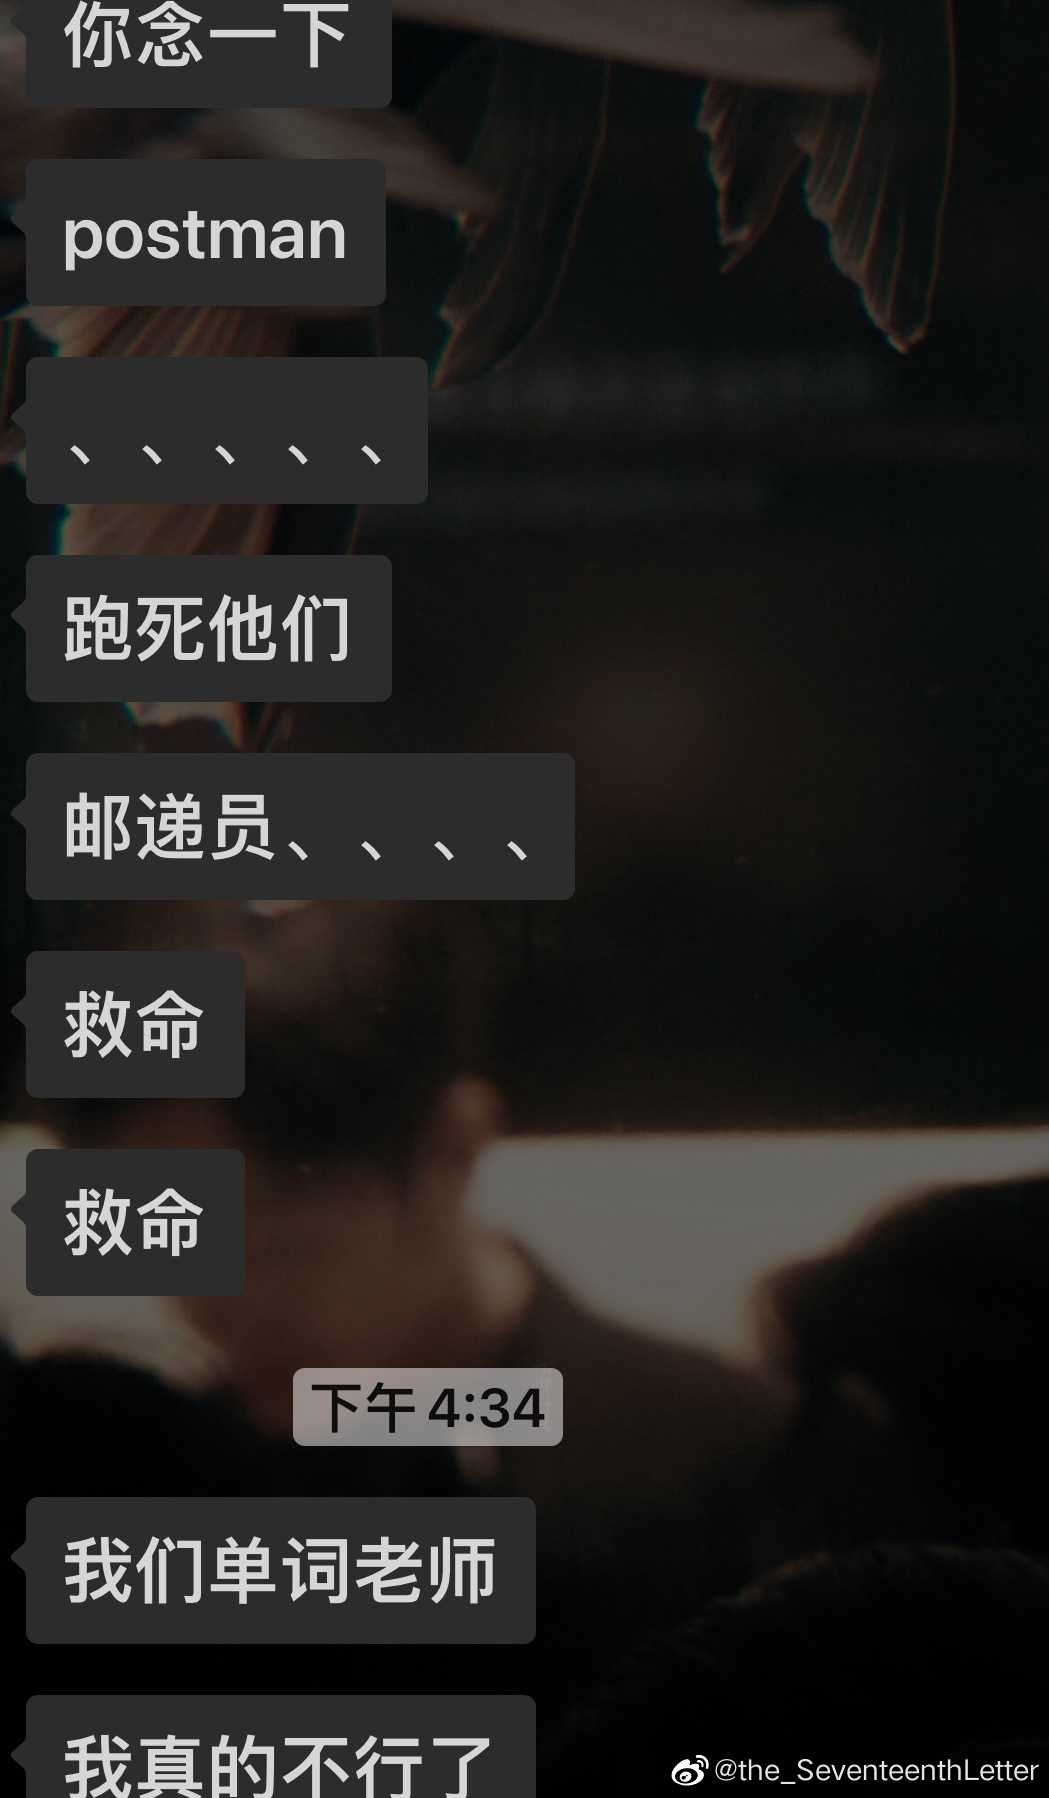 你念一下
postman
、、、、、
跑死他们
邮递员、、、、
救命
救命
下午 4:34
我们单词老师
我真的不行了
@the_SeventeenthLetter